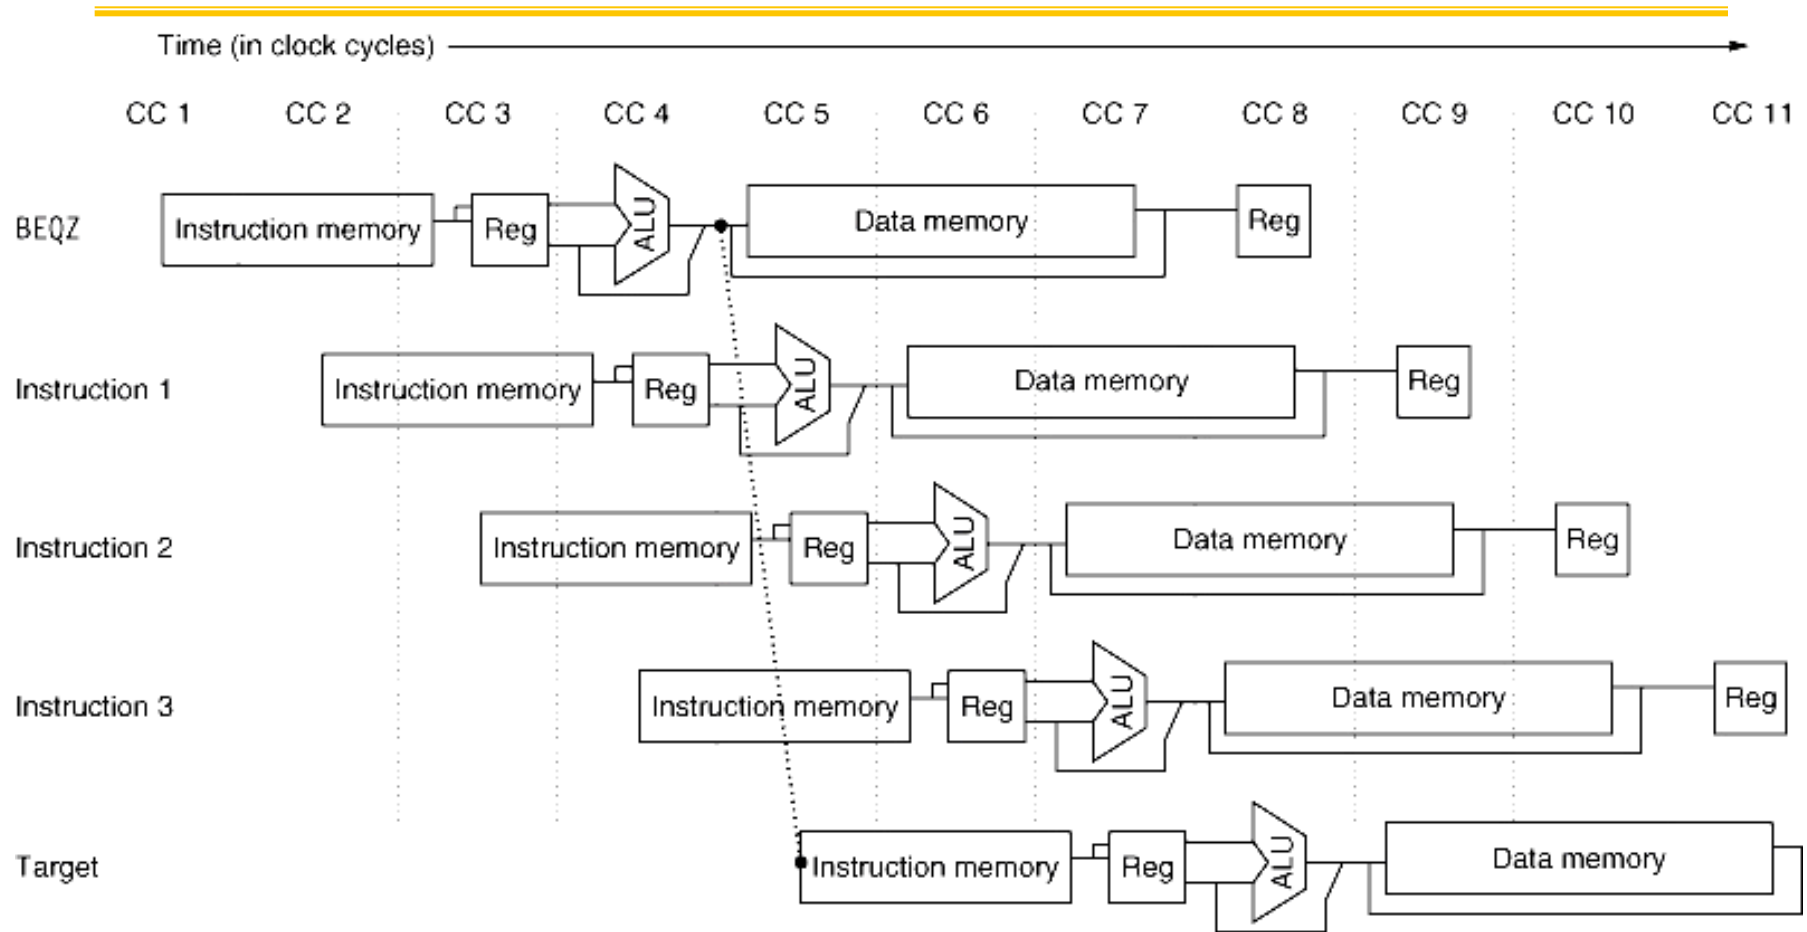 Time (in clock cycles)
CC 1 CC 2 CC 3 CC 4 CC 5 CC 6 CC 7 CC 8 CC 9 CC 10 CC 11
BEQZ Instruction memory Reg ALU Data memory Reg
Instruction 1 Instruction memory Reg ALU Data memory Reg
Instruction 2 Instruction memory Reg ALU Data memory Reg
Instruction 3 Instruction memory Reg ALU Data memory Reg
Target Instruction memory Reg ALU Data memory